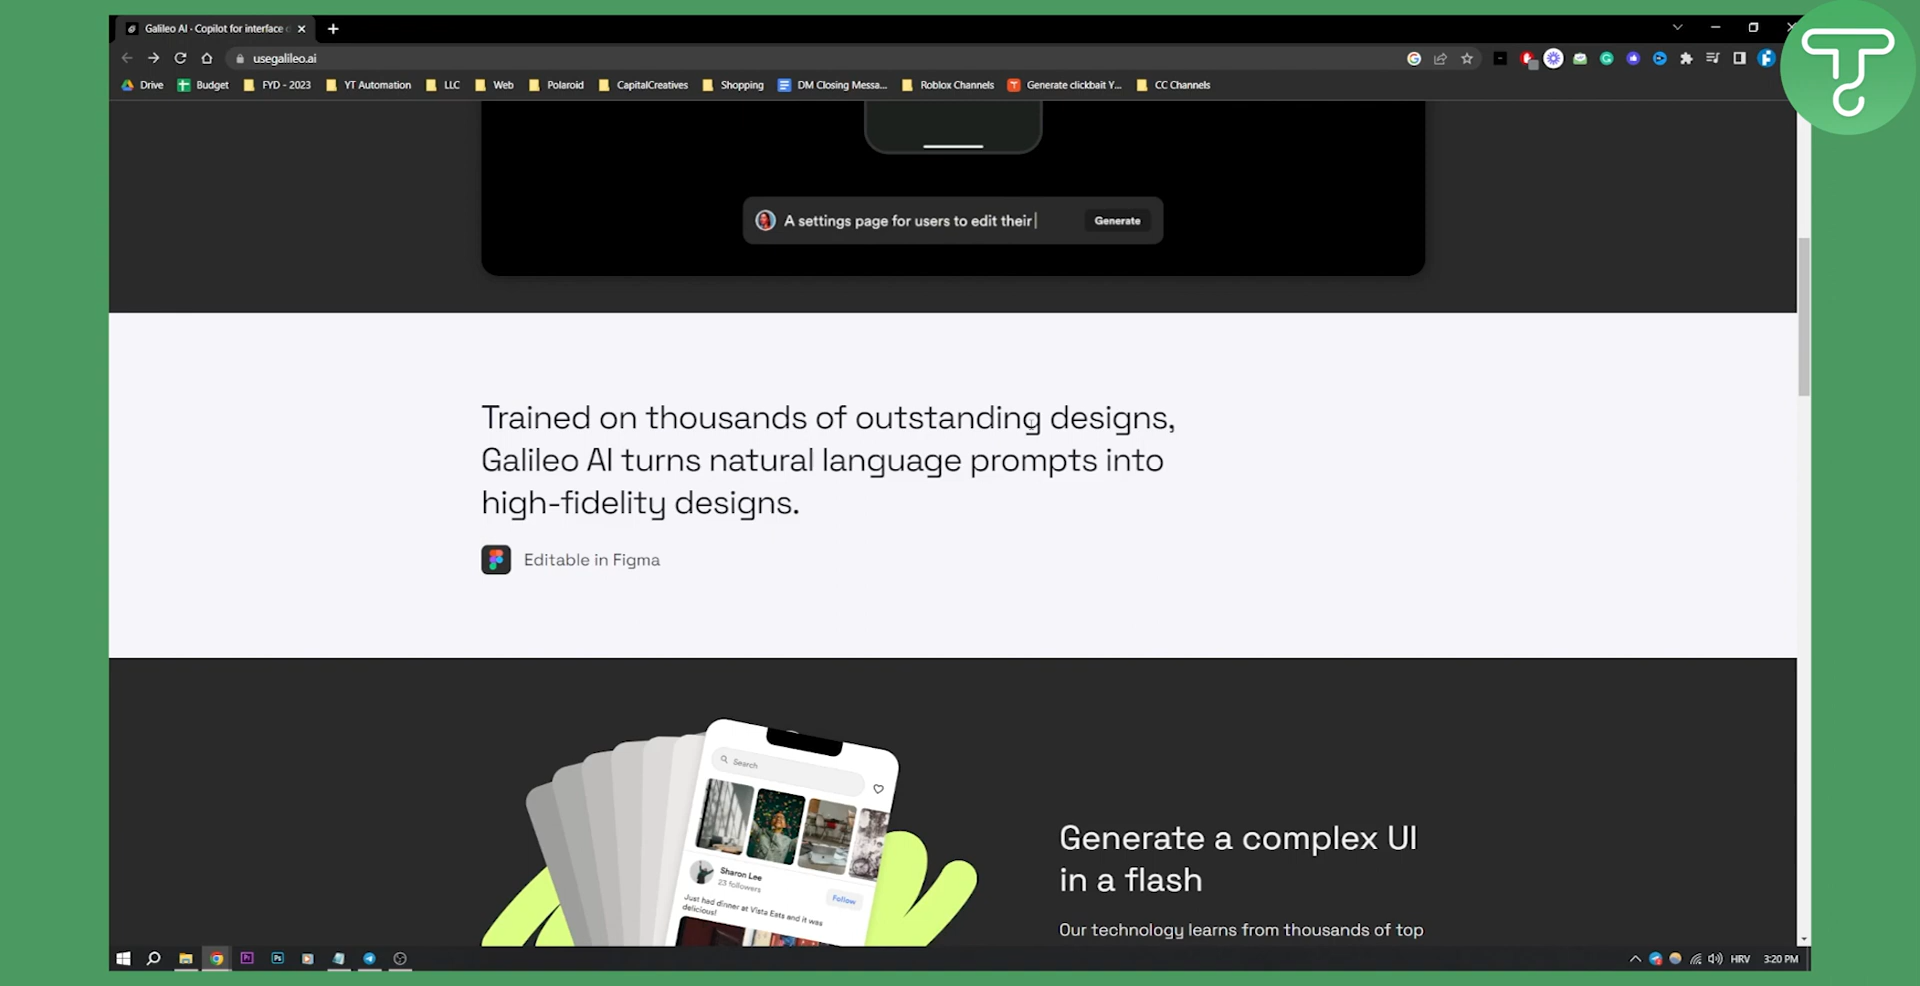 Galileo AI - Copilot for interface
usegalileo.ai
Drive Budget FYD - 2023 YT Automation LLC Web Polaroid CapitalCreatives Shopping DM Closing Messa... Roblox Channels Generate clickbait Y... CC Channels
A settings page for users to edit their
Generate
Trained on thousands of outstanding designs,
Galileo AI turns natural language prompts into
high-fidelity designs.
Editable in Figma
Search
Sharon Lee
23 followers
Follow
Just had dinner at Vista Eats and it was
delicious!
Generate a complex UI
in a flash
Our technology learns from thousands of top
HRV 3:20 PM